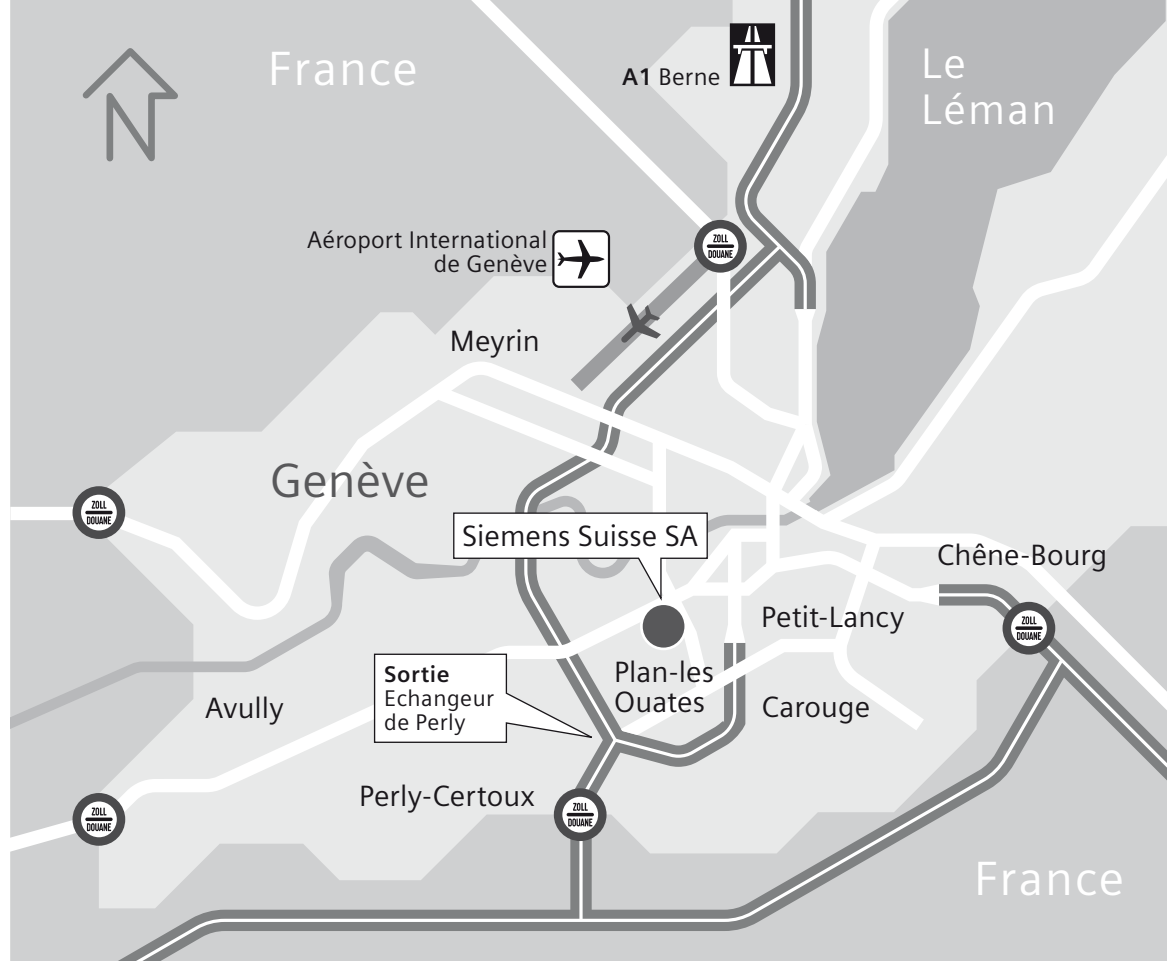 France
Le
Léman
A1 Berne
N
ZOLL
DOUANE
Aéroport International
de Genève
Meyrin
Genève
ZOLL
DOUANE
Siemens Suisse SA
Chêne-Bourg
Petit-Lancy
ZOLL
DOUANE
Sortie
Echangeur
de Perly
Plan-les
Ouates
Avully
Carouge
Perly-Certoux
ZOLL
DOUANE
ZOLL
DOUANE
France